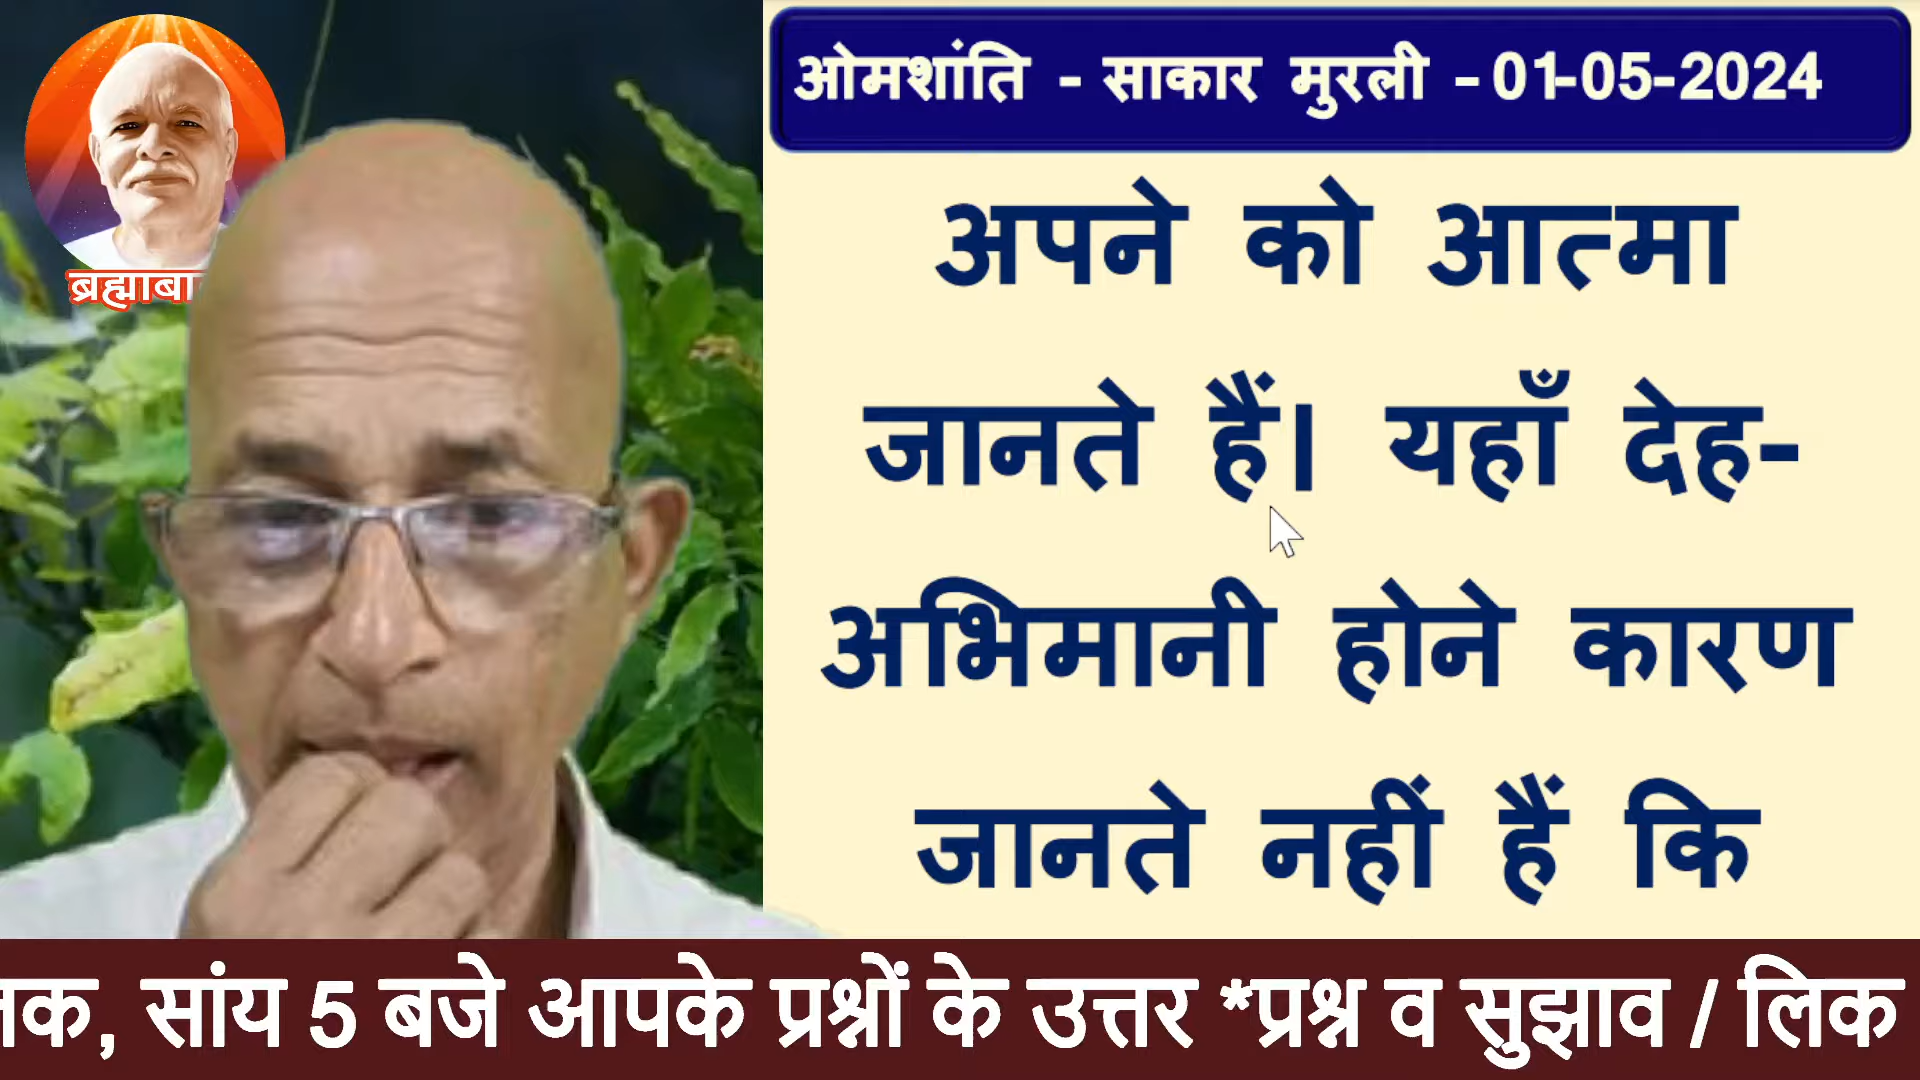 ओमशांति - साकार मुरली - 01-05-2024
अपने को आत्मा
जानते हैं। यहाँ देह-
अभिमानी होने कारण
जानते नहीं हैं कि
सांय 5 बजे आपके प्रश्नों के उत्तर *प्रश्न व सुझाव / लिक